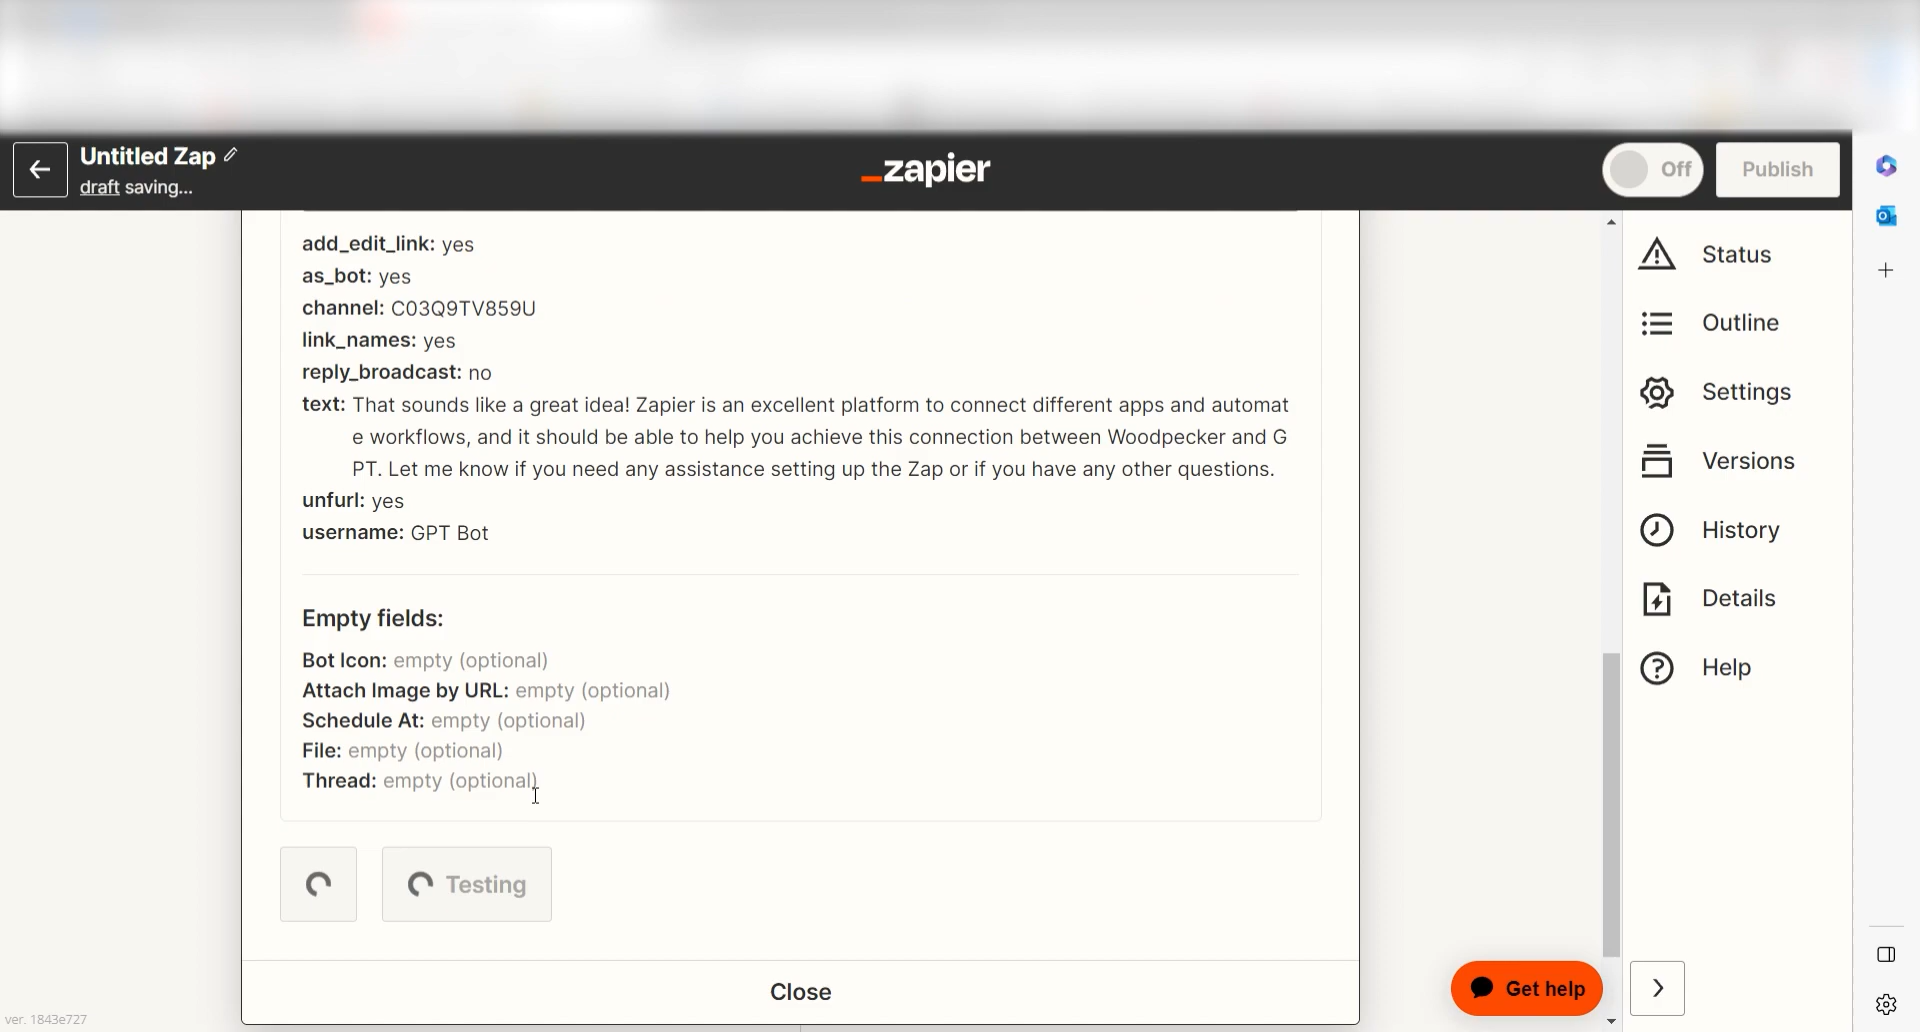 Untitled Zap
draft saving...
_zapier
Off
Publish
add_edit_link: yes
as_bot: yes
channel: C03Q9TV859U
link_names: yes
reply_broadcast: no
text: That sounds like a great idea! Zapier is an excellent platform to connect different apps and automat
e workflows, and it should be able to help you achieve this connection between Woodpecker and G
PT. Let me know if you need any assistance setting up the Zap or if you have any other questions.
unfurl: yes
username: GPT Bot
Empty fields:
Bot Icon: empty (optional)
Attach Image by URL: empty (optional)
Schedule At: empty (optional)
File: empty (optional)
Thread: empty (optional)
Testing
Close
Status
Outline
Settings
Versions
History
Details
Help
Get help
ver. 1843e727